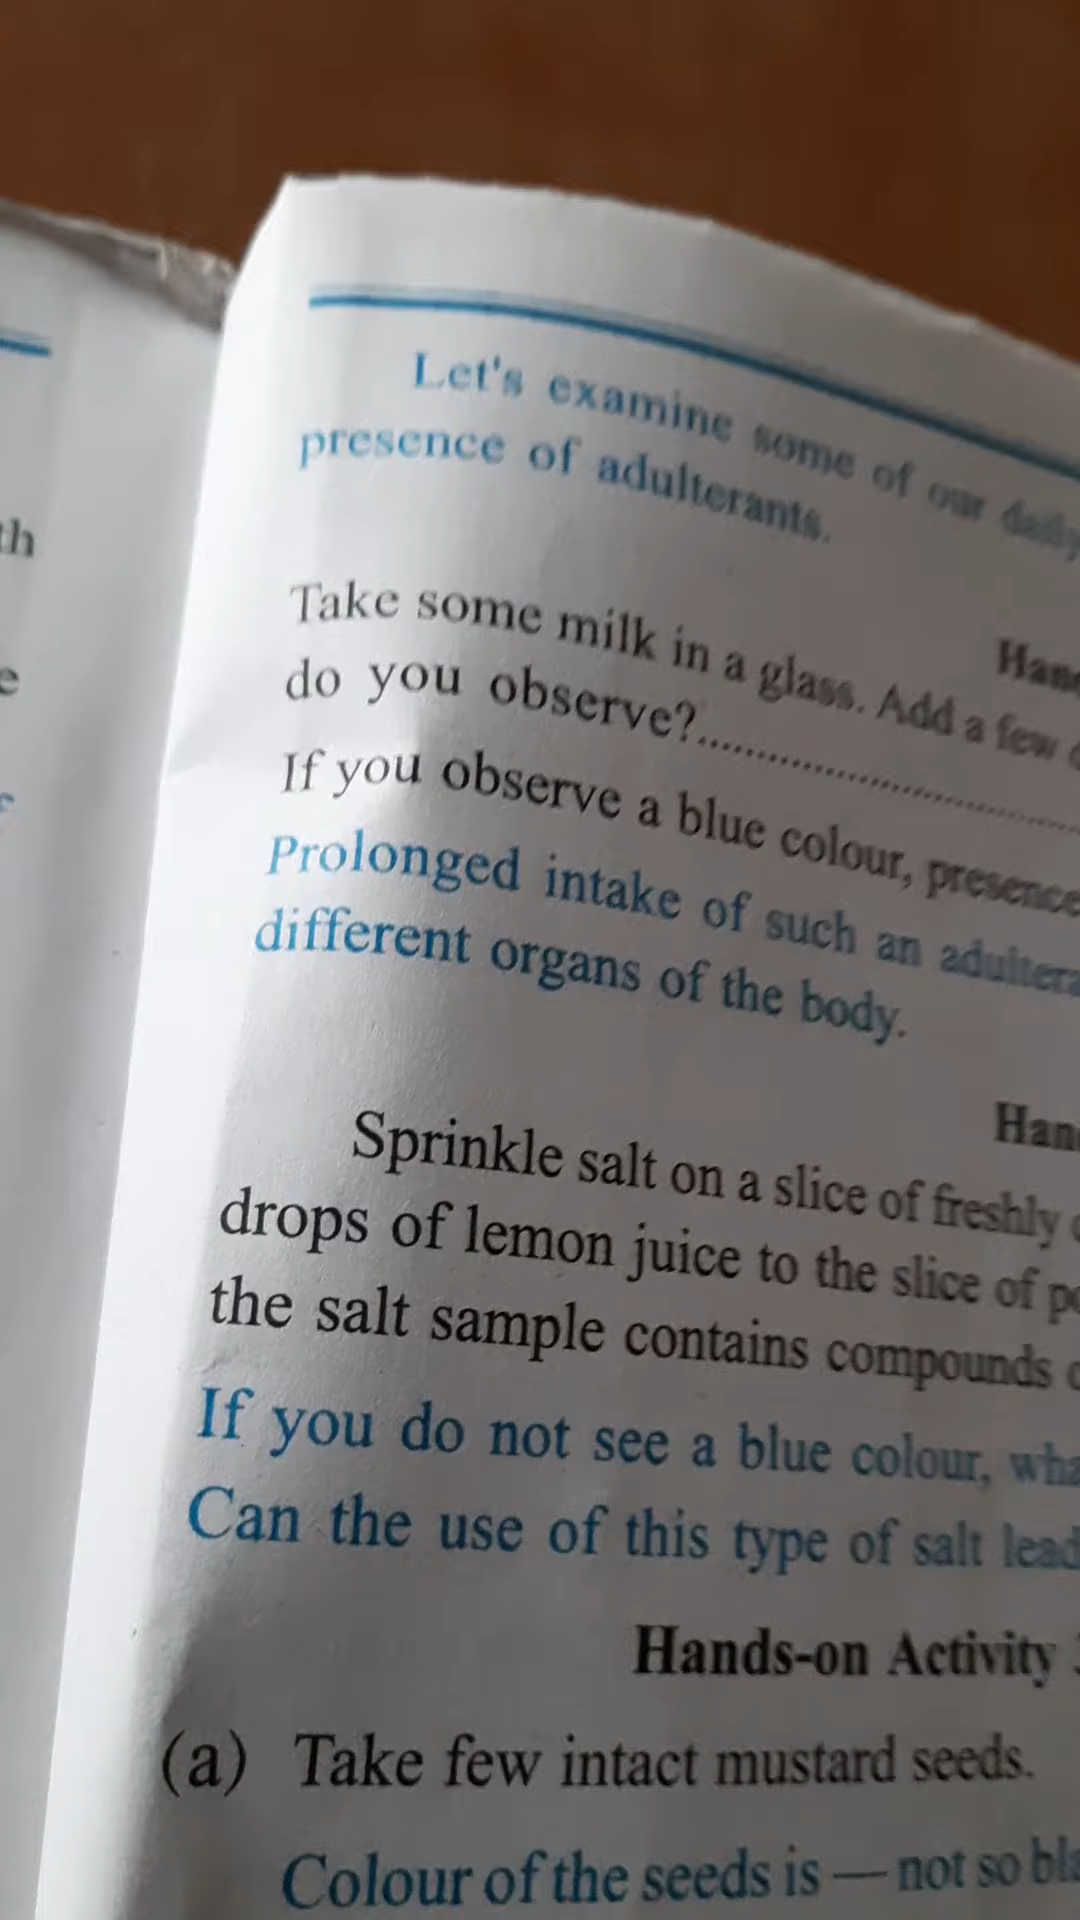 th
e
f
Let's examine some of our daily
presence of adulterants.
Take some milk in a glass. Add a few
do you observe?........................
If you observe a blue colour, presence
Prolonged intake of such an
different organs of the body.
Sprinkle salt on a slice of freshly
drops of lemon juice to the slice of
the salt sample contains compounds
If you do not see a blue colour,
Can the use of this type of salt lead
Hands-on Activity
(a) Take few intact mustard seeds.
Colour of the seeds is — not so